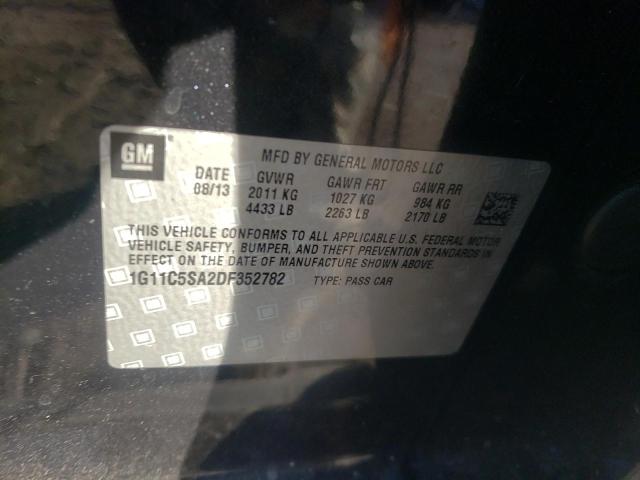 GM
MFD BY GENERAL MOTORS LLC
DATE GVWR GAWR FRT GAWR RR
08/13 2011 KG 1027 KG 984 KG
4433 LB 2263 LB 2170 LB
THIS VEHICLE CONFORMS TO ALL APPLICABLE U.S. FEDERAL MOTOR
VEHICLE SAFETY, BUMPER, AND THEFT PREVENTION STANDARDS IN
EFFECT ON THE DATE OF MANUFACTURE SHOWN ABOVE.
1G11C5SA2DF352782 TYPE: PASS CAR